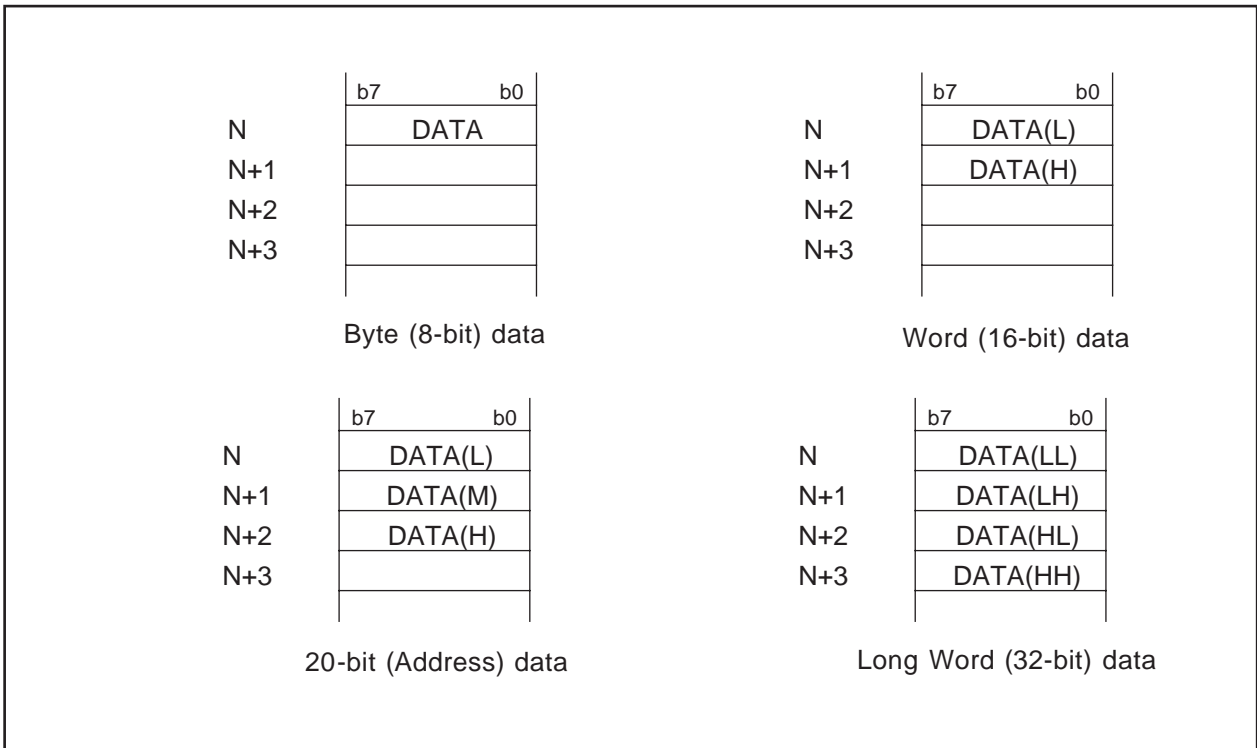 b7 b0
N DATA
N+1
N+2
N+3
Byte (8-bit) data
b7 b0
N DATA(L)
N+1 DATA(H)
N+2
N+3
Word (16-bit) data
b7 b0
N DATA(L)
N+1 DATA(M)
N+2 DATA(H)
N+3
20-bit (Address) data
b7 b0
N DATA(LL)
N+1 DATA(LH)
N+2 DATA(HL)
N+3 DATA(HH)
Long Word (32-bit) data